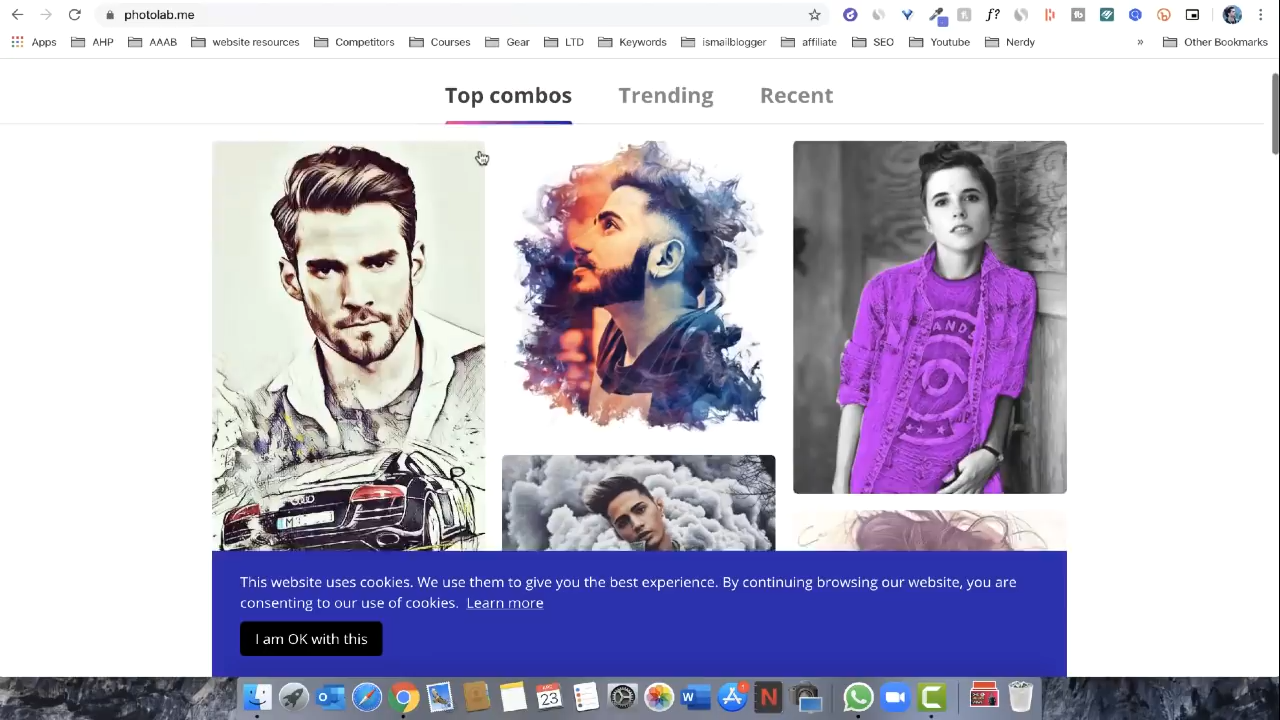 photolab.me
f?
Apps AHP AAAB website resources Competitors Courses Gear LTD Keywords ismailblogger affiliate SEO Youtube Nerdy » Other Bookmarks
Top combos Trending Recent
This website uses cookies. We use them to give you the best experience. By continuing browsing our website, you are
consenting to our use of cookies. Learn more
I am OK with this
23